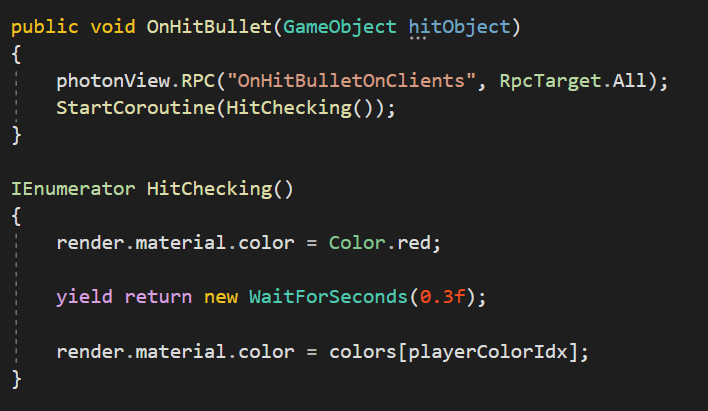 public void OnHitBullet(GameObject hitObject)
{
photonView.RPC("OnHitBulletOnClients", RpcTarget.All);
StartCoroutine(HitChecking());
}
IEnumerator HitChecking()
{
render.material.color = Color.red;
yield return new WaitForSeconds(0.3f);
render.material.color = colors[playerColorIdx];
}